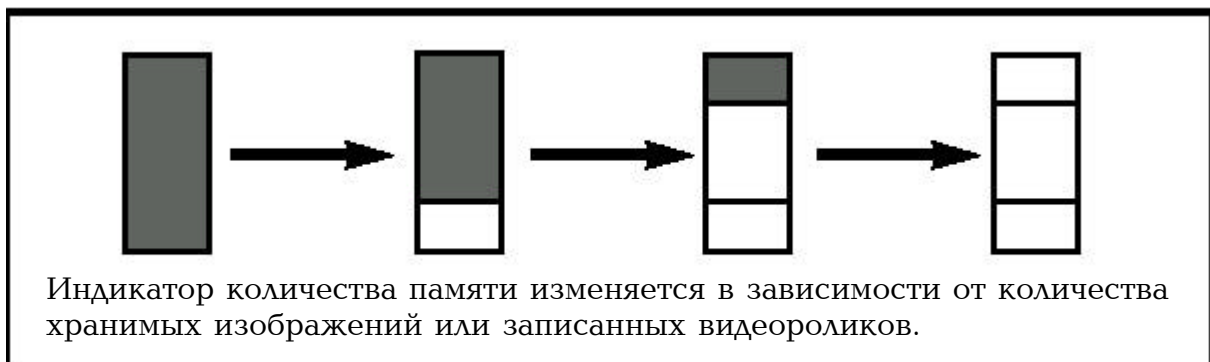 Индикатор количества памяти изменяется в зависимости от количества
хранимых изображений или записанных видеороликов.